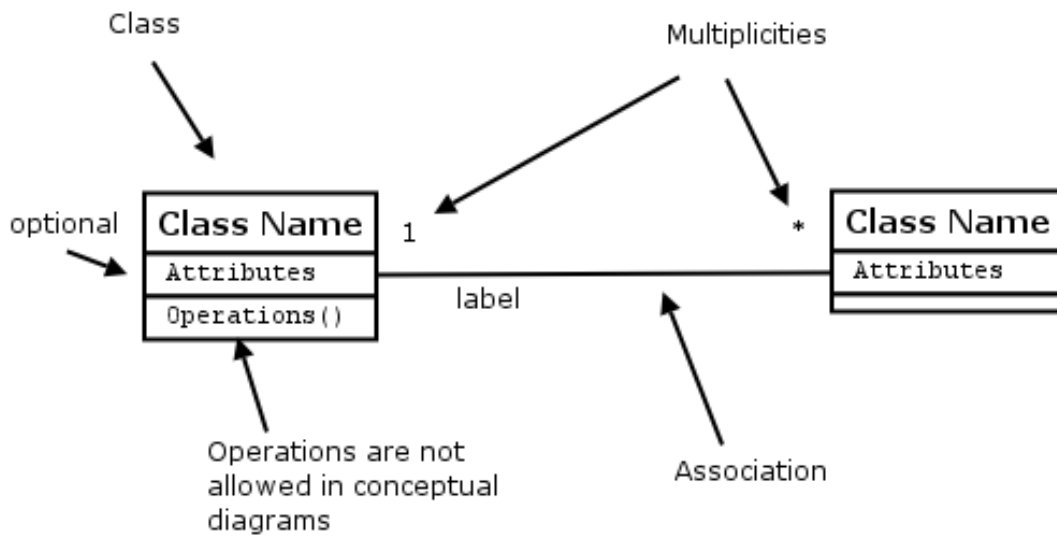 Class
Multiplicities
optional
Class Name
1
*
Class Name
Attributes
Attributes
label
Operations()
Operations are not
allowed in conceptual
diagrams
Association